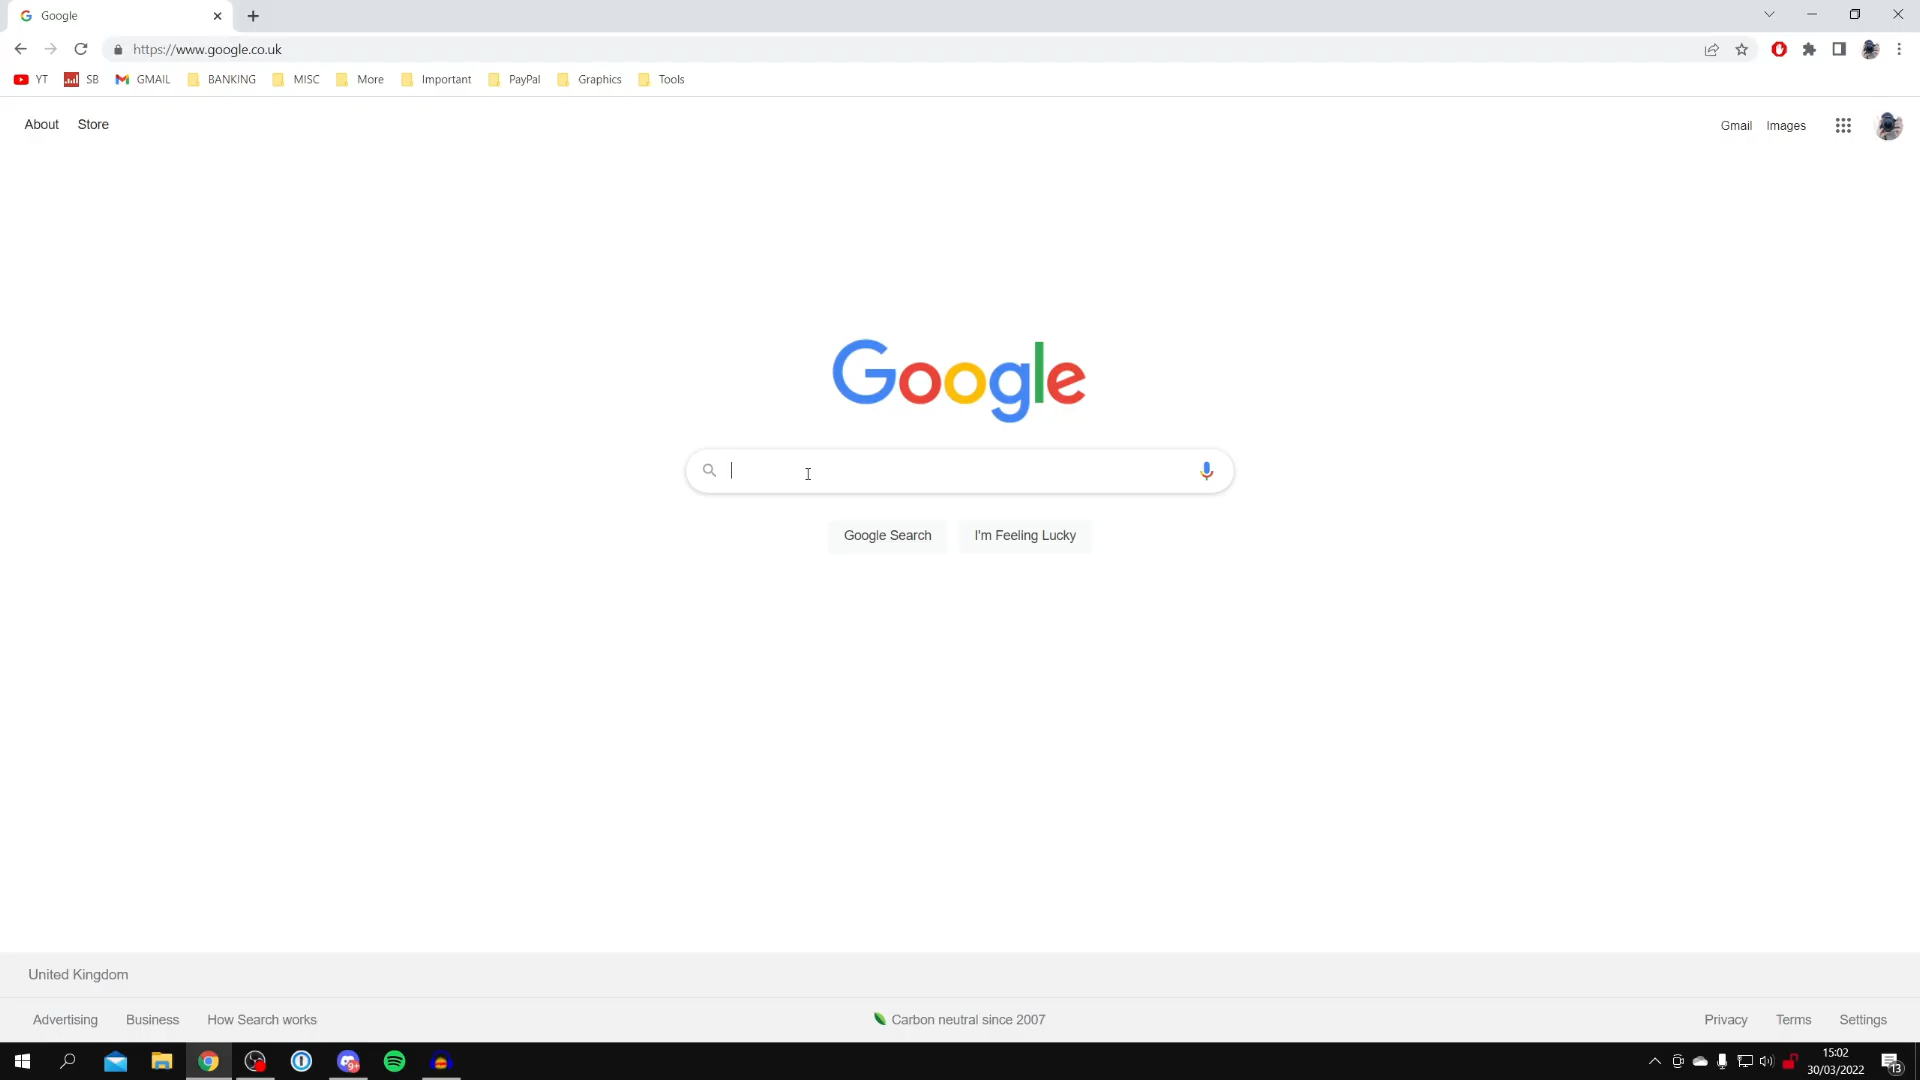 Google
https://www.google.co.uk
YT SB GMAIL BANKING MISC More Important PayPal Graphics Tools
About Store Gmail Images
Google
Google Search I'm Feeling Lucky
United Kingdom
Advertising Business How Search works Carbon neutral since 2007 Privacy Terms Settings
9+
15:02
30/03/2022
13